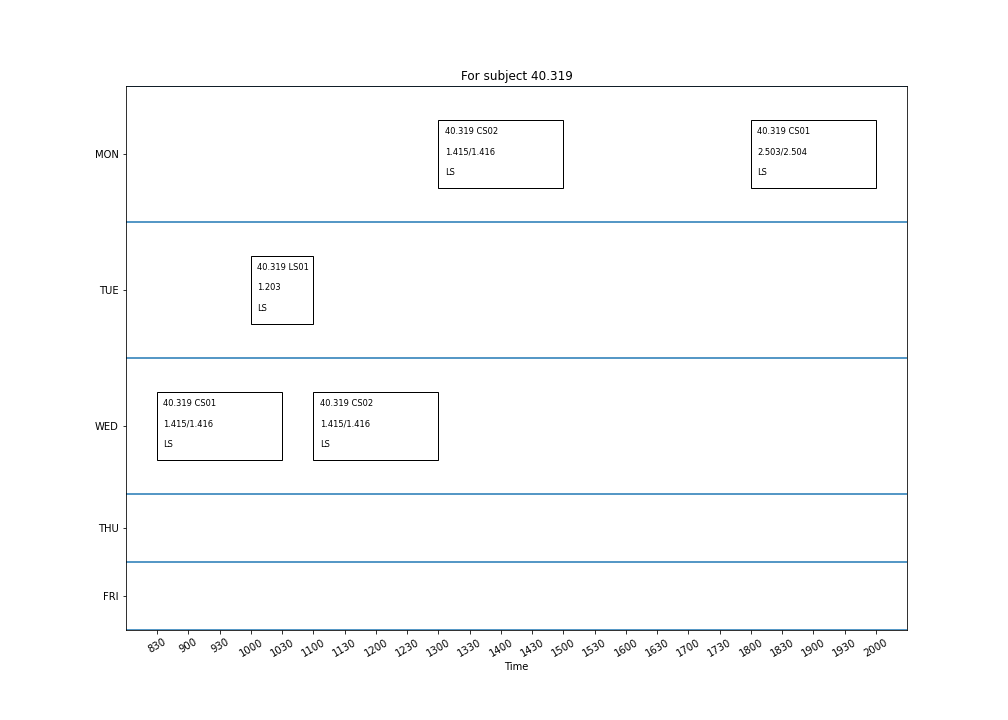 For subject 40.319
MON
40.319 CS02
1.415/1.416
LS
40.319 CS01
2.503/2.504
LS
TUE
40.319 LS01
1.203
LS
WED
40.319 CS01
1.415/1.416
LS
40.319 CS02
1.415/1.416
LS
THU
FRI
830 900 930 1000 1030 1100 1130 1200 1230 1300 1330 1400 1430 1500 1530 1600 1630 1700 1730 1800 1830 1900 1930 2000
Time